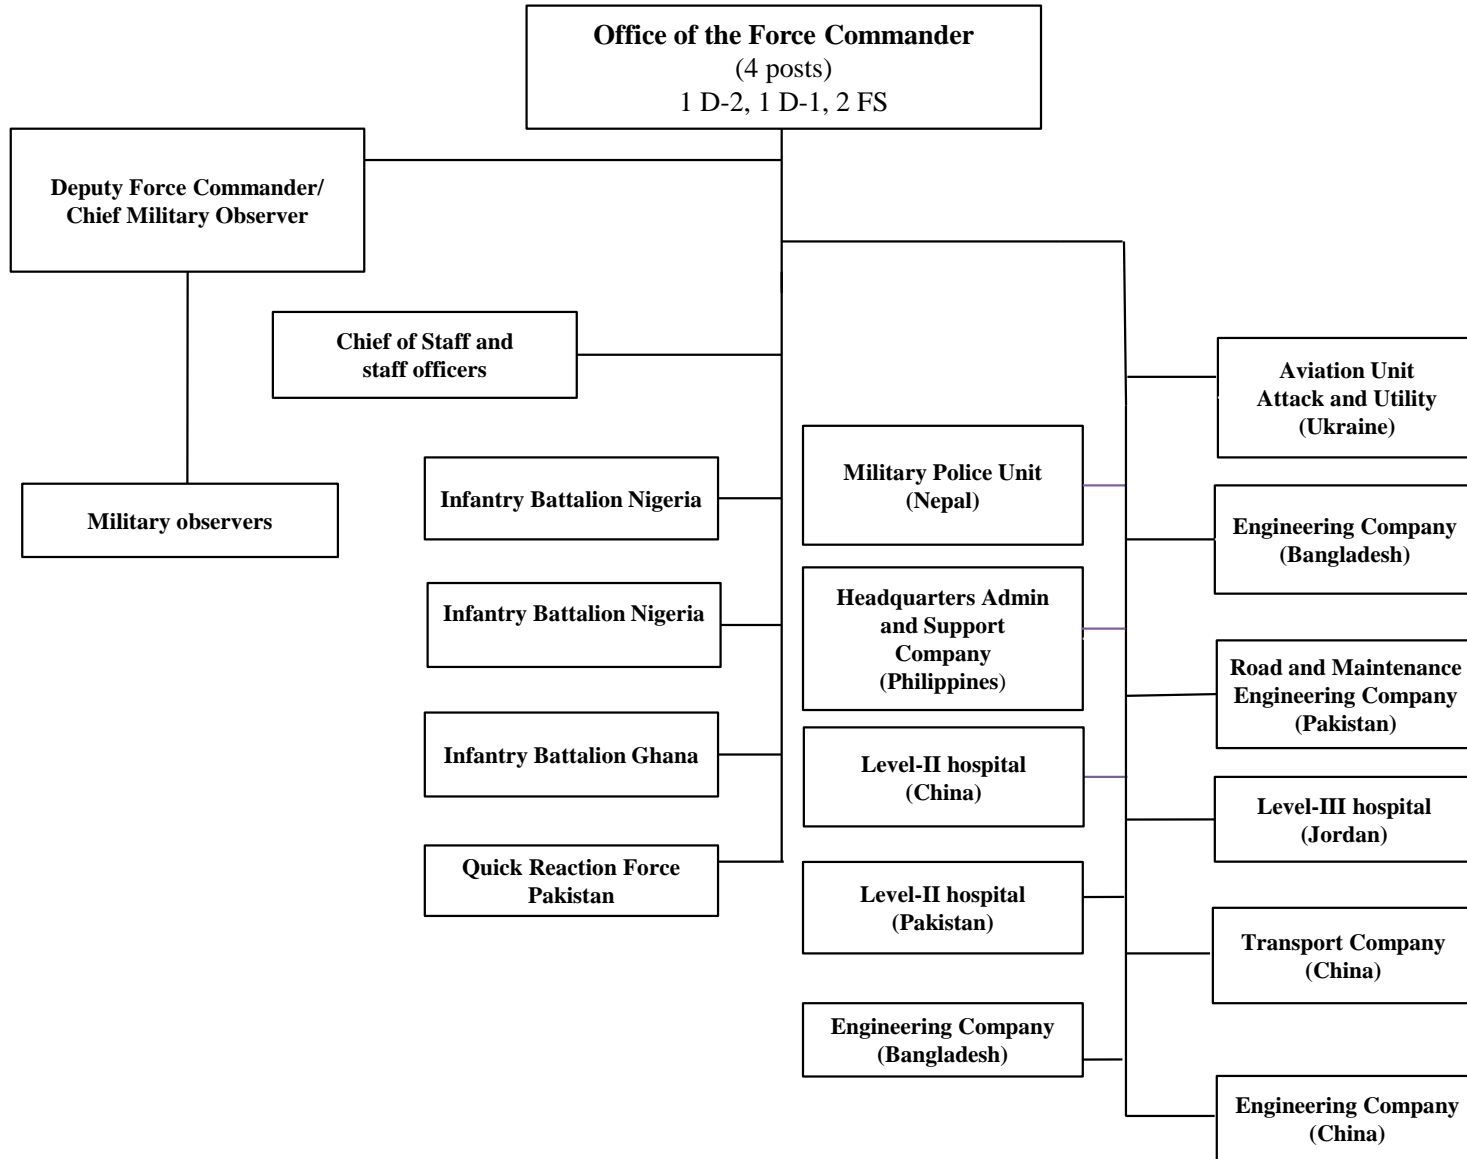 Office of the Force Commander
(4 posts)
1 D-2, 1 D-1, 2 FS
Deputy Force Commander/
Chief Military Observer
Chief of Staff and
staff officers
Military observers
Infantry Battalion Nigeria
Infantry Battalion Nigeria
Infantry Battalion Ghana
Quick Reaction Force
Pakistan
Military Police Unit
(Nepal)
Headquarters Admin
and Support
Company
(Philippines)
Level-II hospital
(China)
Level-II hospital
(Pakistan)
Engineering Company
(Bangladesh)
Aviation Unit
Attack and Utility
(Ukraine)
Engineering Company
(Bangladesh)
Road and Maintenance
Engineering Company
(Pakistan)
Level-III hospital
(Jordan)
Transport Company
(China)
Engineering Company
(China)